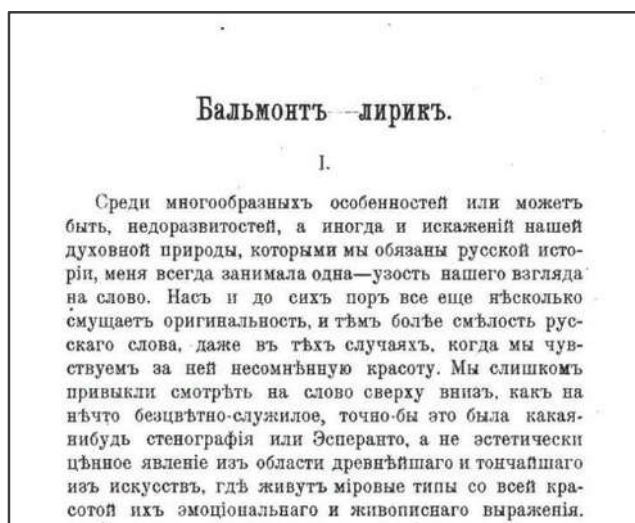 Бальмонтъ—лирикъ.
I.
Среди многообразныхъ особенностей или можетъ
быть, недоразвитостей, а иногда и искаженій нашей
духовной природы, которыми мы обязаны русской исто-
ріи, меня всегда занимала одна—узость нашего взгляда
на слово. Насъ и до сихъ поръ все еще нѣсколько
смущаетъ оригинальность, и тѣмъ болѣе смѣлость рус-
скаго слова, даже въ тѣхъ случаяхъ, когда мы чув-
ствуемъ за ней несомнѣнную красоту. Мы слишкомъ
привыкли смотрѣть на слово сверху внизъ, какъ на
нѣчто безцвѣтно-служилое, точно-бы это была какая-
нибудь стенографія или Эсперанто, а не эстетически
цѣнное явленіе изъ области древнѣйшаго и тончайшаго
изъ искусствъ, гдѣ живутъ міровые типы со всей кра-
сотой ихъ эмоціональнаго и живописнаго выраженія.